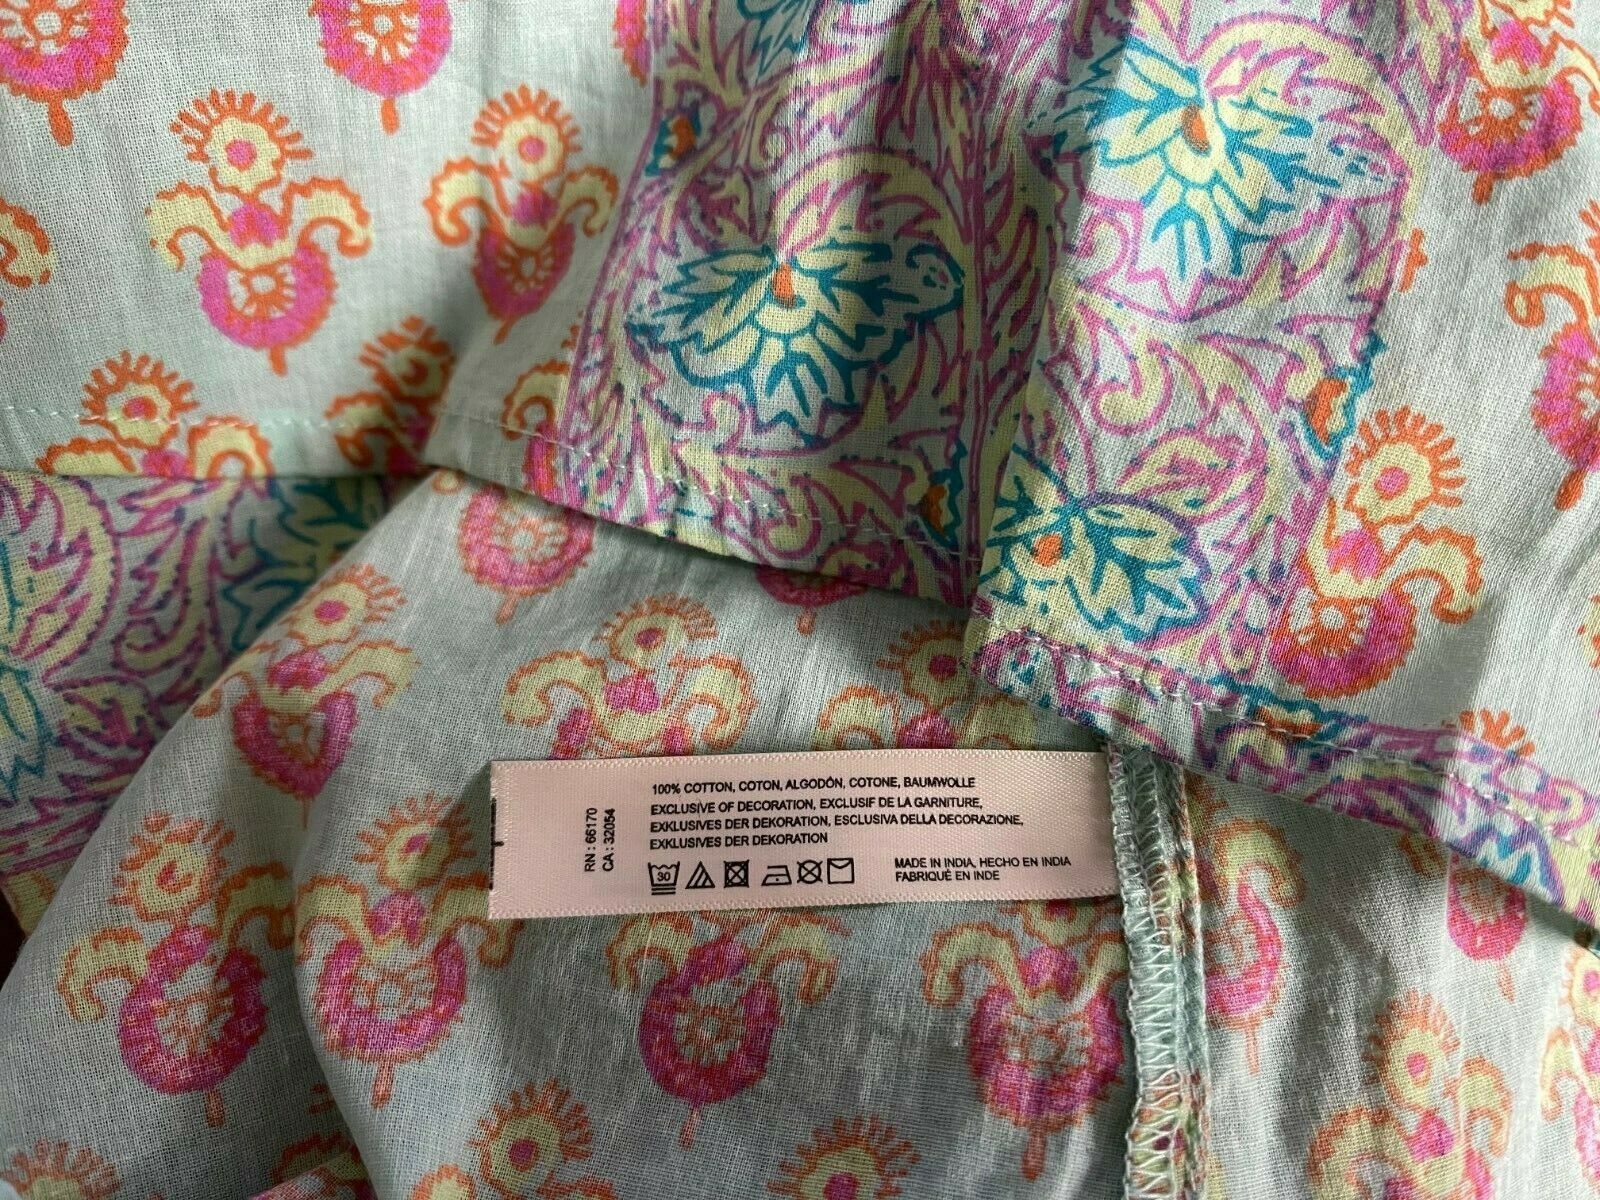 100% COTTON, COTON, ALGODÓN, COTONE, BAUMWOLLE
EXCLUSIVE OF DECORATION, EXCLUSIF DE LA GARNITURE,
EXKLUSIVES DER DEKORATION, ESCLUSIVA DELLA DECORAZIONE,
EXKLUSIVES DER DEKORATION
RN : 66170
CA : 32054
30
MADE IN INDIA, HECHO EN INDIA
FABRIQUÉ EN INDE